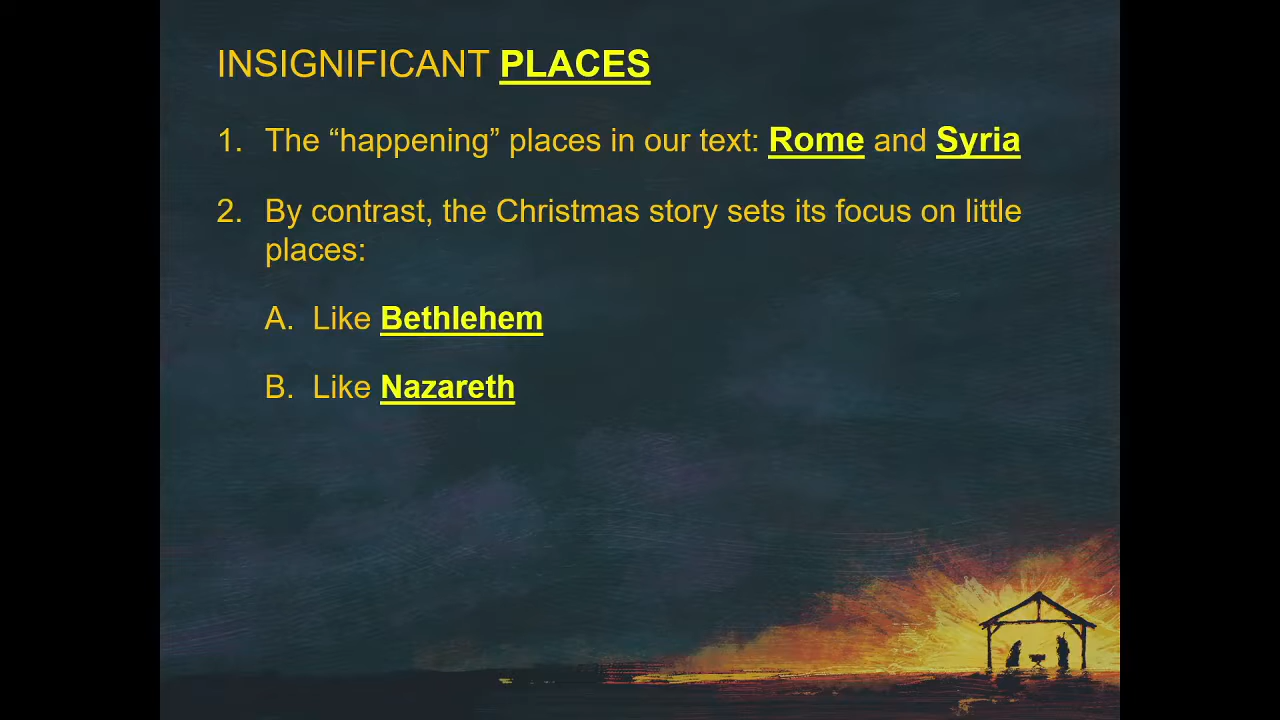 INSIGNIFICANT PLACES
1. The “happening” places in our text: Rome and Syria
2. By contrast, the Christmas story sets its focus on little
places:
A. Like Bethlehem
B. Like Nazareth